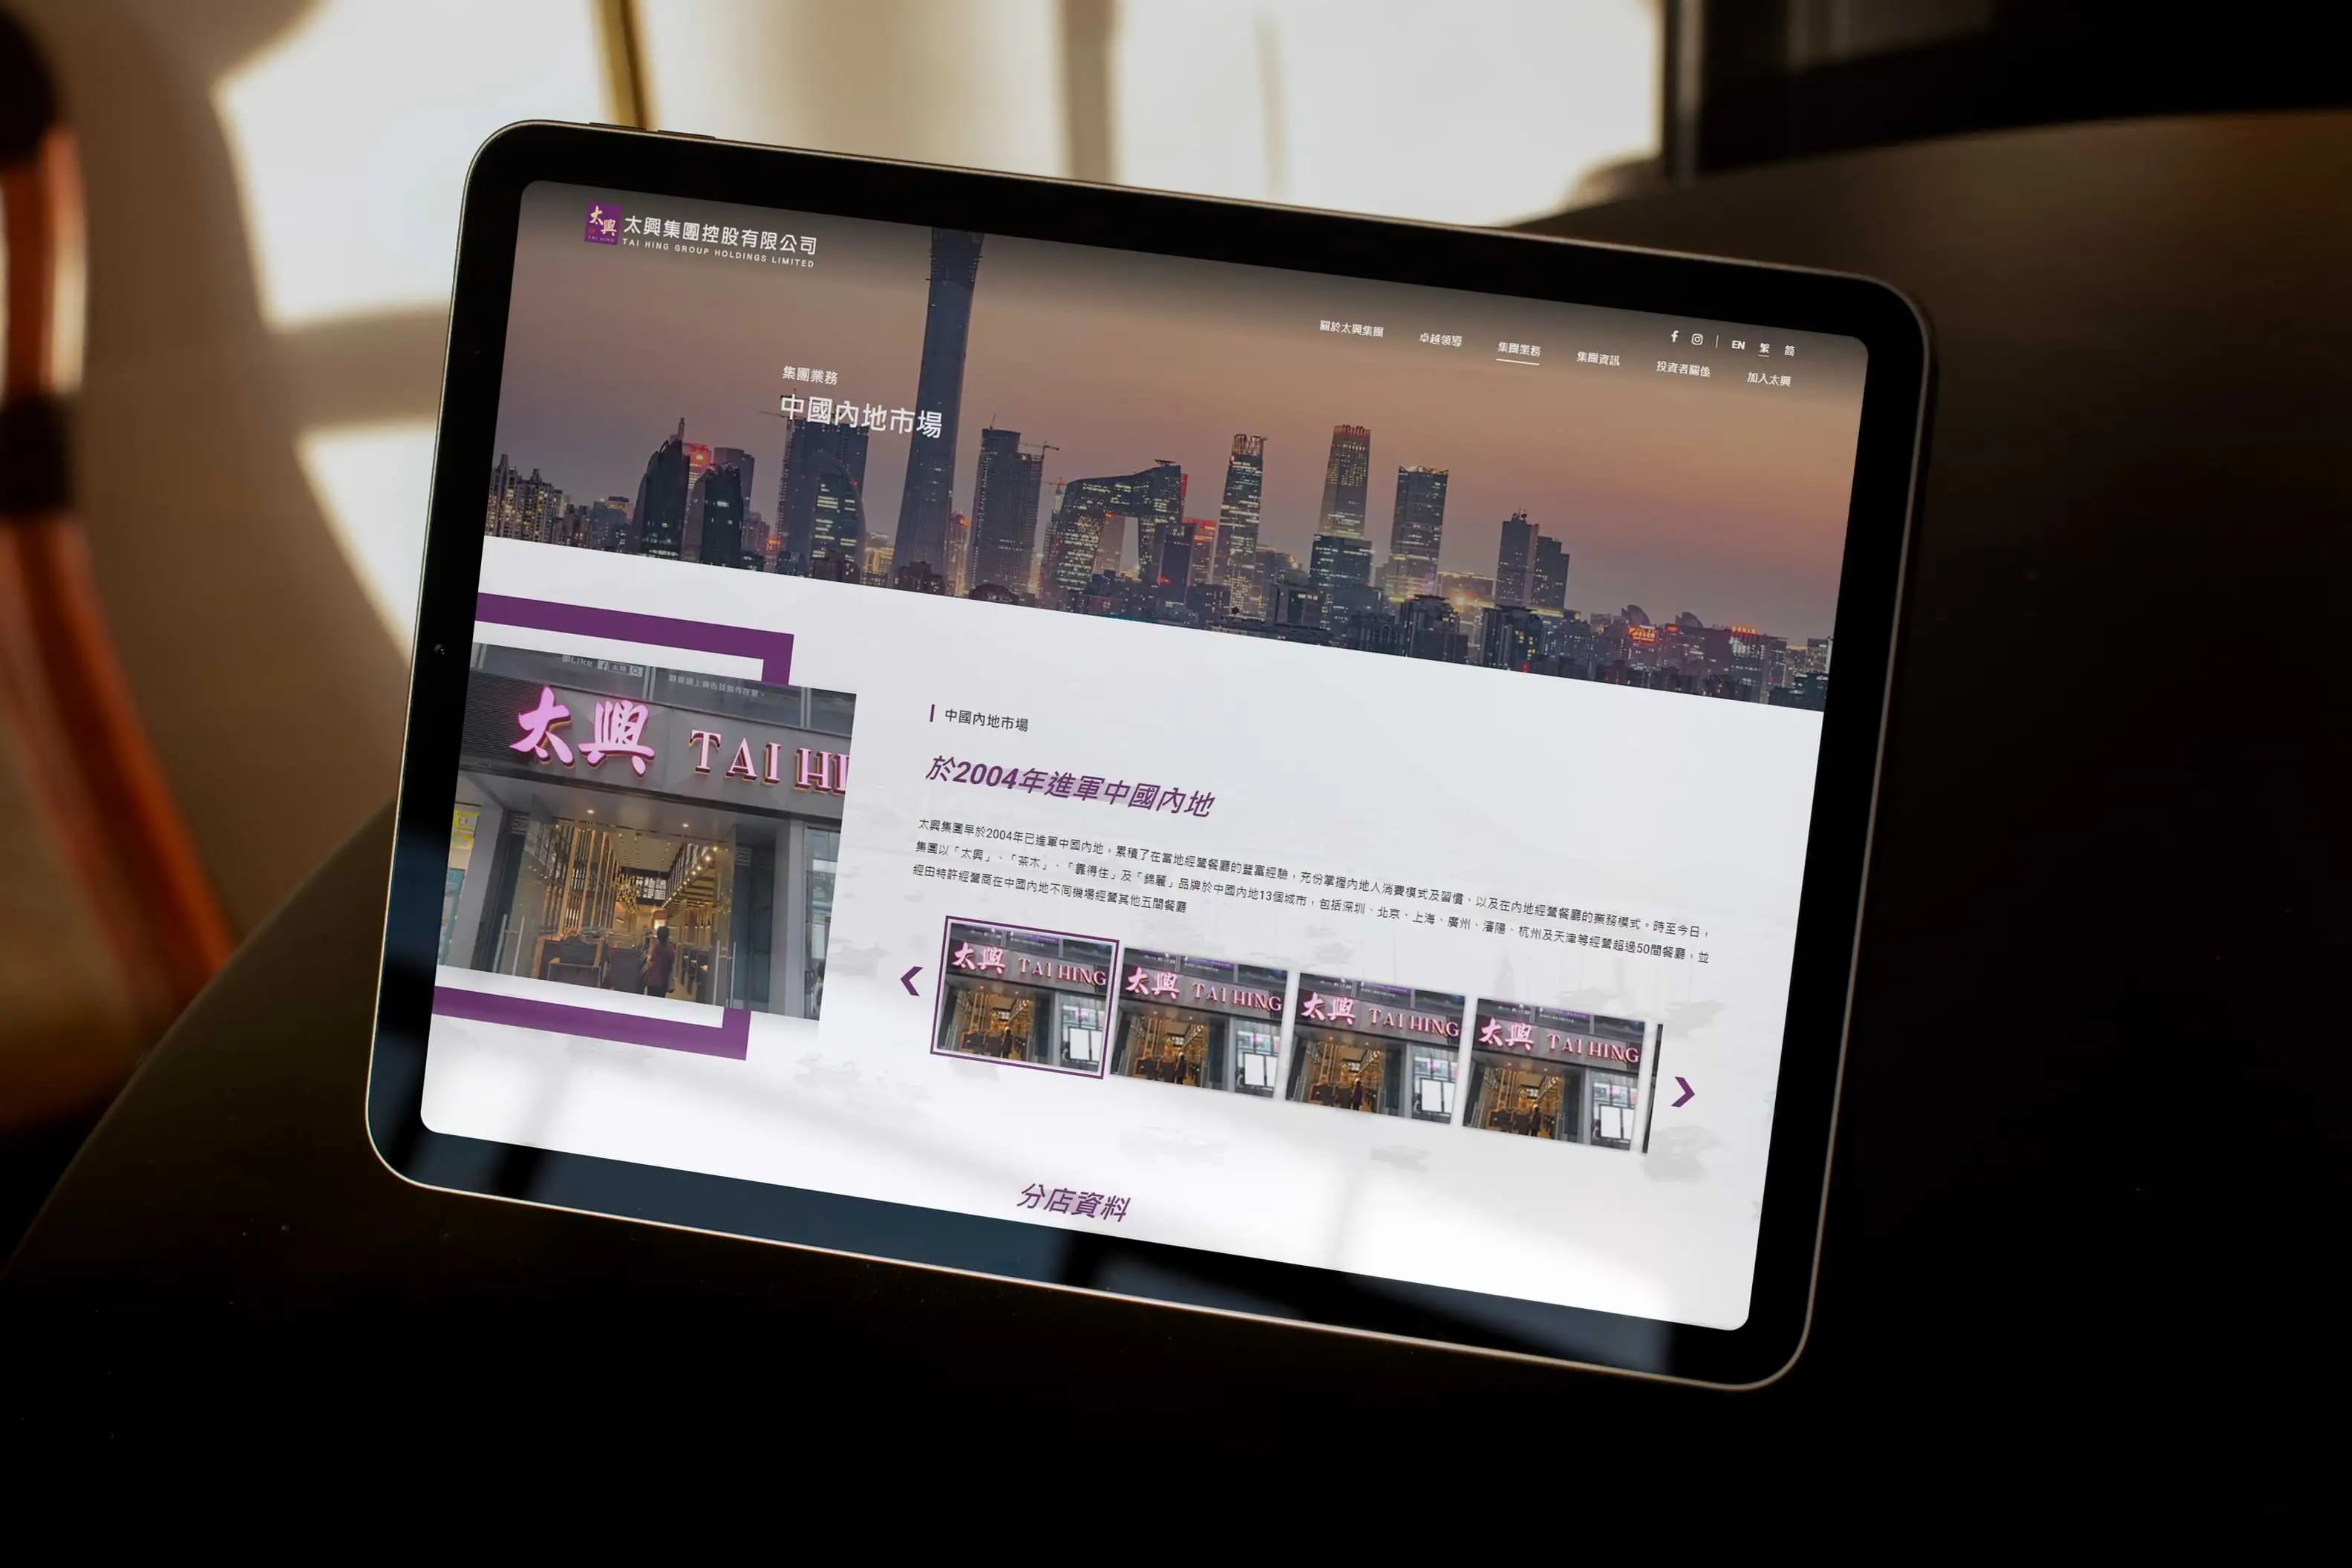 太興
TAI HING
太興集團控股有限公司
TAI HING GROUP HOLDINGS LIMITED
EN 繁 简
關於太興集團 卓越領導 集團業務 集團資訊 投資者關係 加入太興
集團業務
中國內地市場
太興 TAI HI
中國內地市場
於2004年進軍中國內地
太興集團早於2004年已進軍中國內地，累積了在當地經營餐廳的豐富經驗，充份掌握內地人消費模式及習慣、以及在內地經營餐廳的業務模式。時至今日，
集團以「太興」、「茶木」、「靠得住」及「錦麗」品牌於中國內地13個城市，包括深圳、北京、上海、廣州、瀋陽、杭州及天津等經營超過50間餐廳，並
經由特許經營商在中國內地不同機場經營其他五間餐廳
太興 TAI HING
太興 TAI HING
太興 TAI HING
太興 TAI HING
分店資料